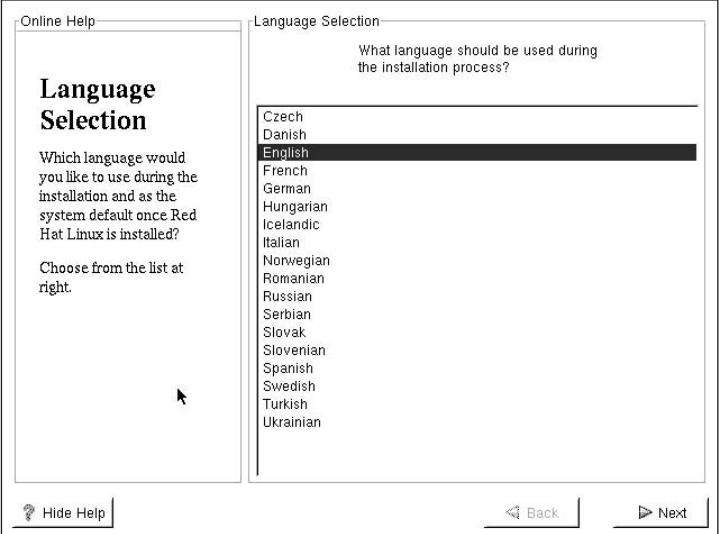 Online Help
Language
Selection
Which language would
you like to use during the
installation and as the
system default once Red
Hat Linux is installed?
Choose from the list at
right.
Language Selection
What language should be used during
the installation process?
Czech
Danish
English
French
German
Hungarian
Icelandic
Italian
Norwegian
Romanian
Russian
Serbian
Slovak
Slovenian
Spanish
Swedish
Turkish
Ukrainian
Hide Help
Back
Next